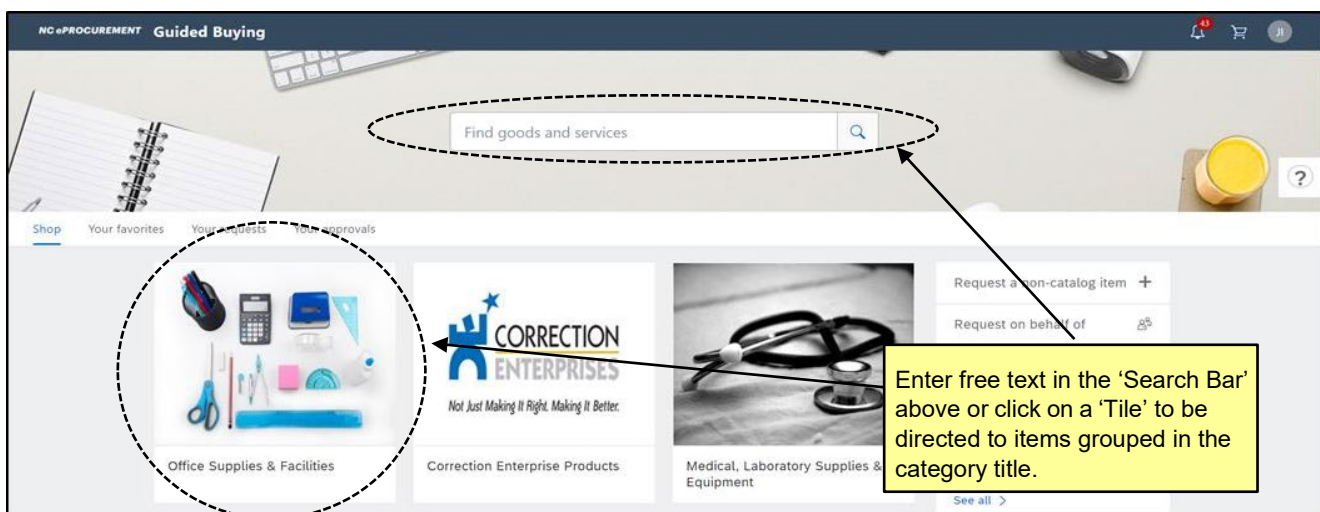 NC ePROCUREMENT Guided Buying
43
JI
Find goods and services
?
Shop Your favorites Your requests Your approvals
CORRECTION
ENTERPRISES
Not Just Making It Right. Making It Better.
Office Supplies & Facilities
Correction Enterprise Products
Medical, Laboratory Supplies &
Equipment
Request a non-catalog item +
Request on behalf of
Enter free text in the ‘Search Bar’
above or click on a ‘Tile’ to be
directed to items grouped in the
category title.
See all >